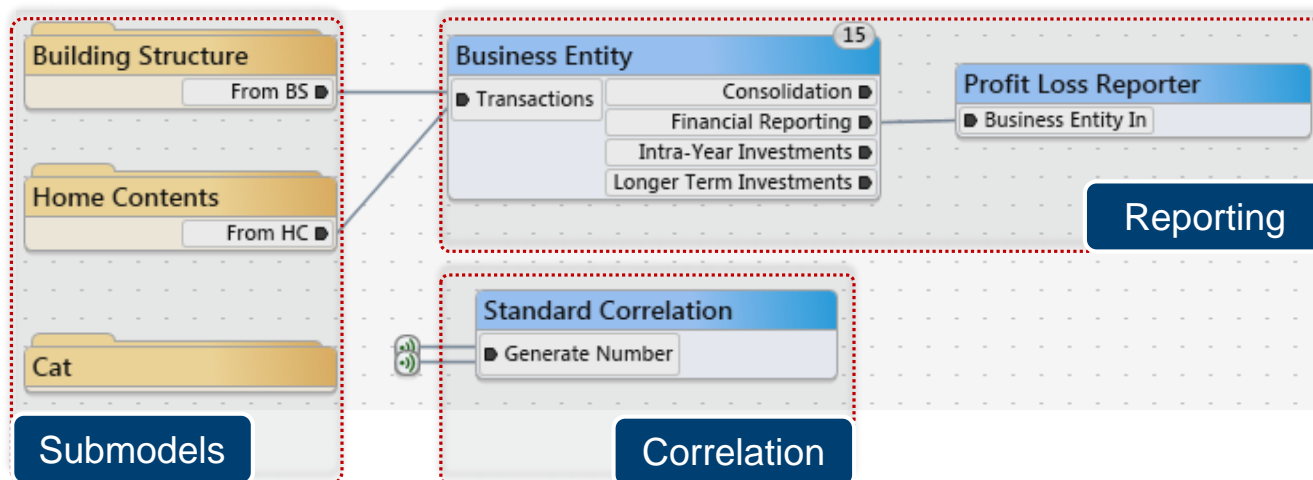 Building Structure
From BS
Home Contents
From HC
Cat
Submodels
15
Business Entity
Transactions
Consolidation
Financial Reporting
Intra-Year Investments
Longer Term Investments
Profit Loss Reporter
Business Entity In
Reporting
Standard Correlation
Generate Number
Correlation